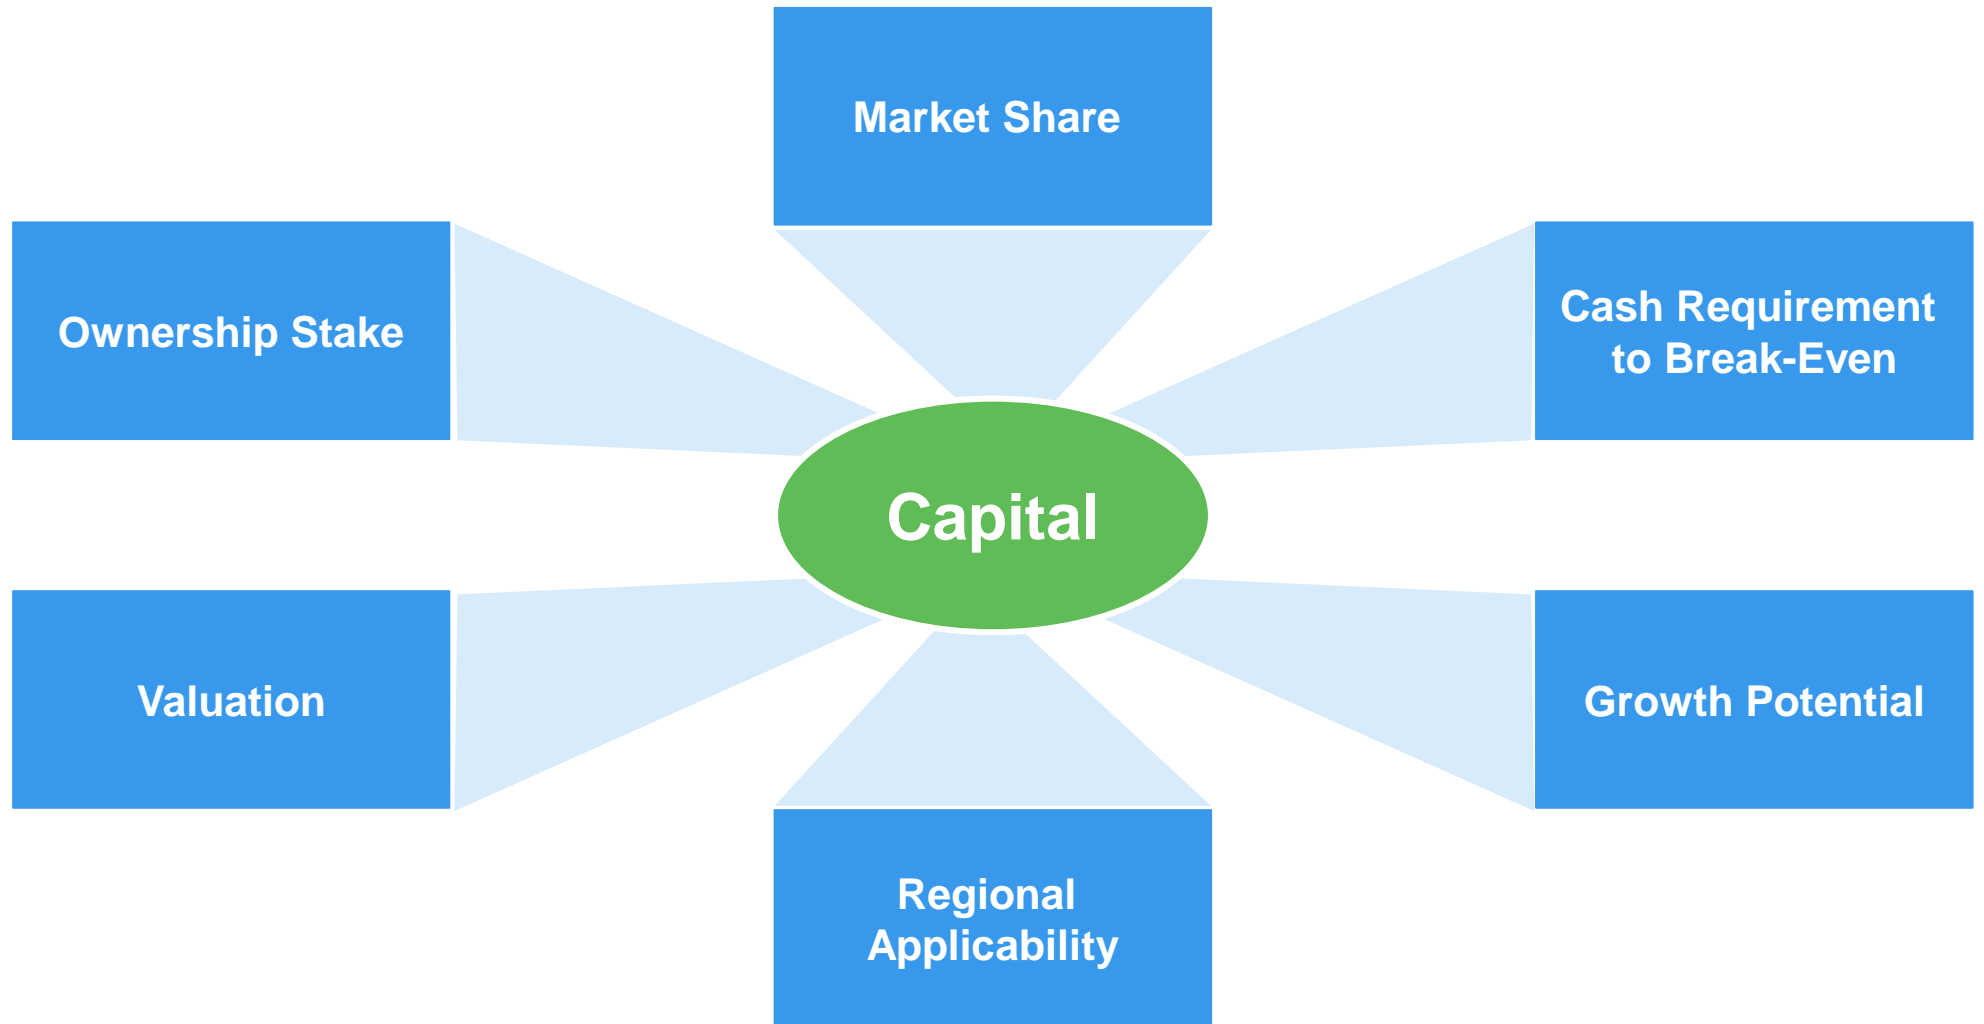 Market Share
Ownership Stake
Cash Requirement
to Break-Even
Capital
Valuation
Growth Potential
Regional
Applicability